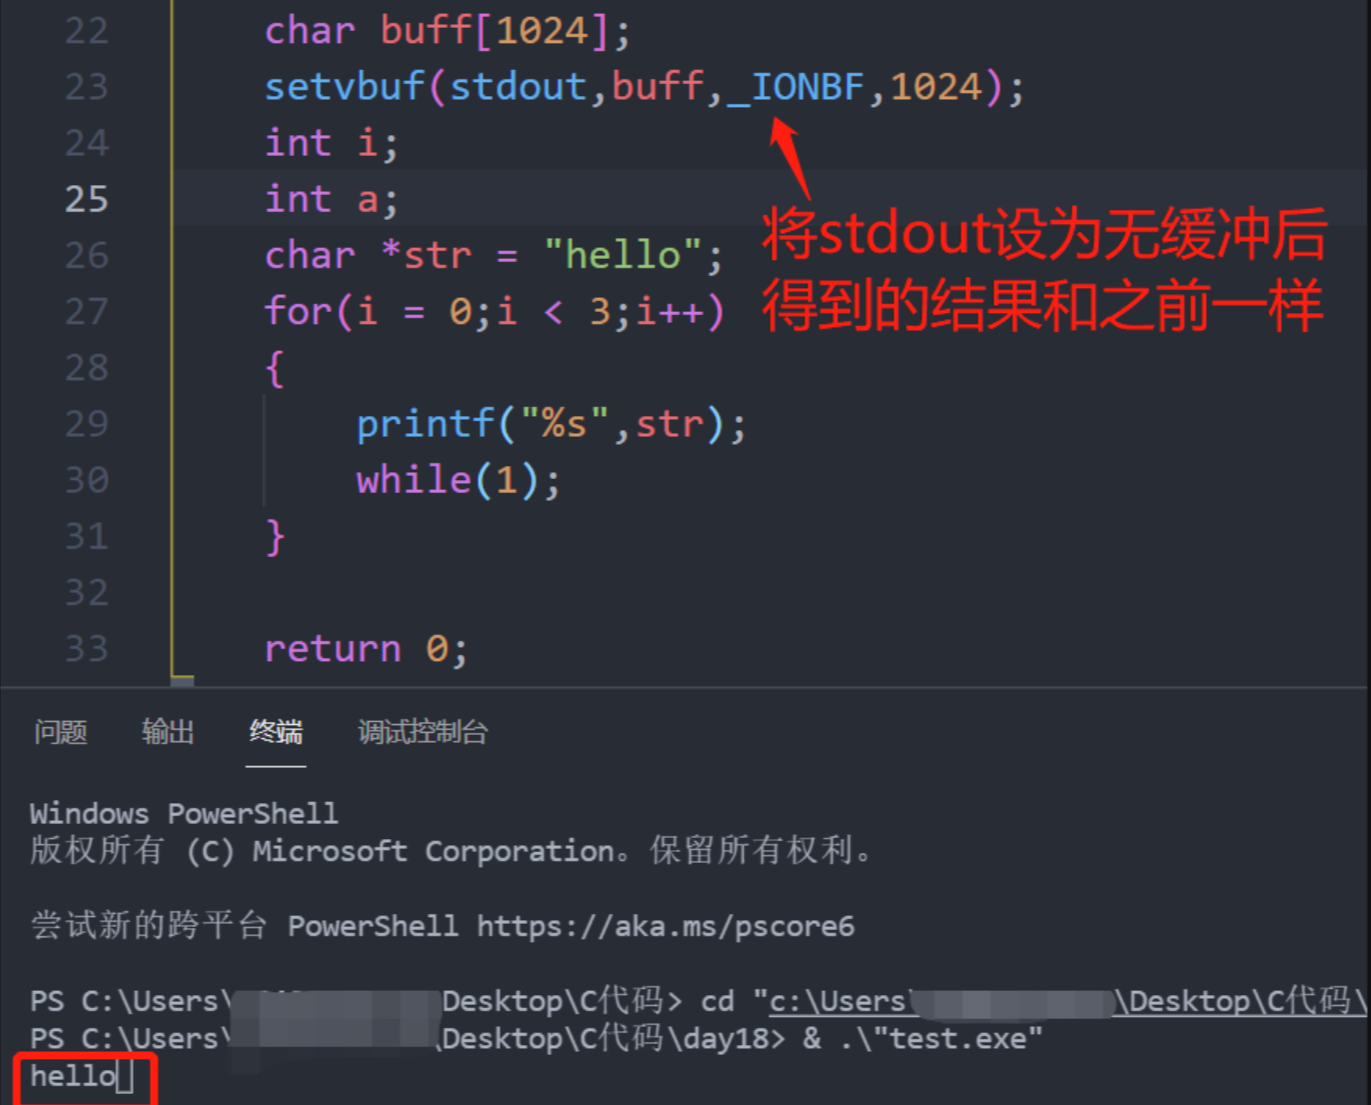 22 char buff[1024];
23 setvbuf(stdout,buff,_IONBF,1024);
24 int i;
25 int a;
26 char *str = "hello";
将stdout设为无缓冲后
27 for(i = 0;i < 3;i++)
得到的结果和之前一样
28 {
29 printf("%s",str);
30 while(1);
31 }
32
33 return 0;
问题 输出 终端 调试控制台
Windows PowerShell
版权所有 (C) Microsoft Corporation。保留所有权利。
尝试新的跨平台 PowerShell https://aka.ms/pscore6
PS C:\Users\ Desktop\C代码> cd "c:\Users\ \Desktop\C代码\
PS C:\Users\ \Desktop\C代码\day18> & .\"test.exe"
hello